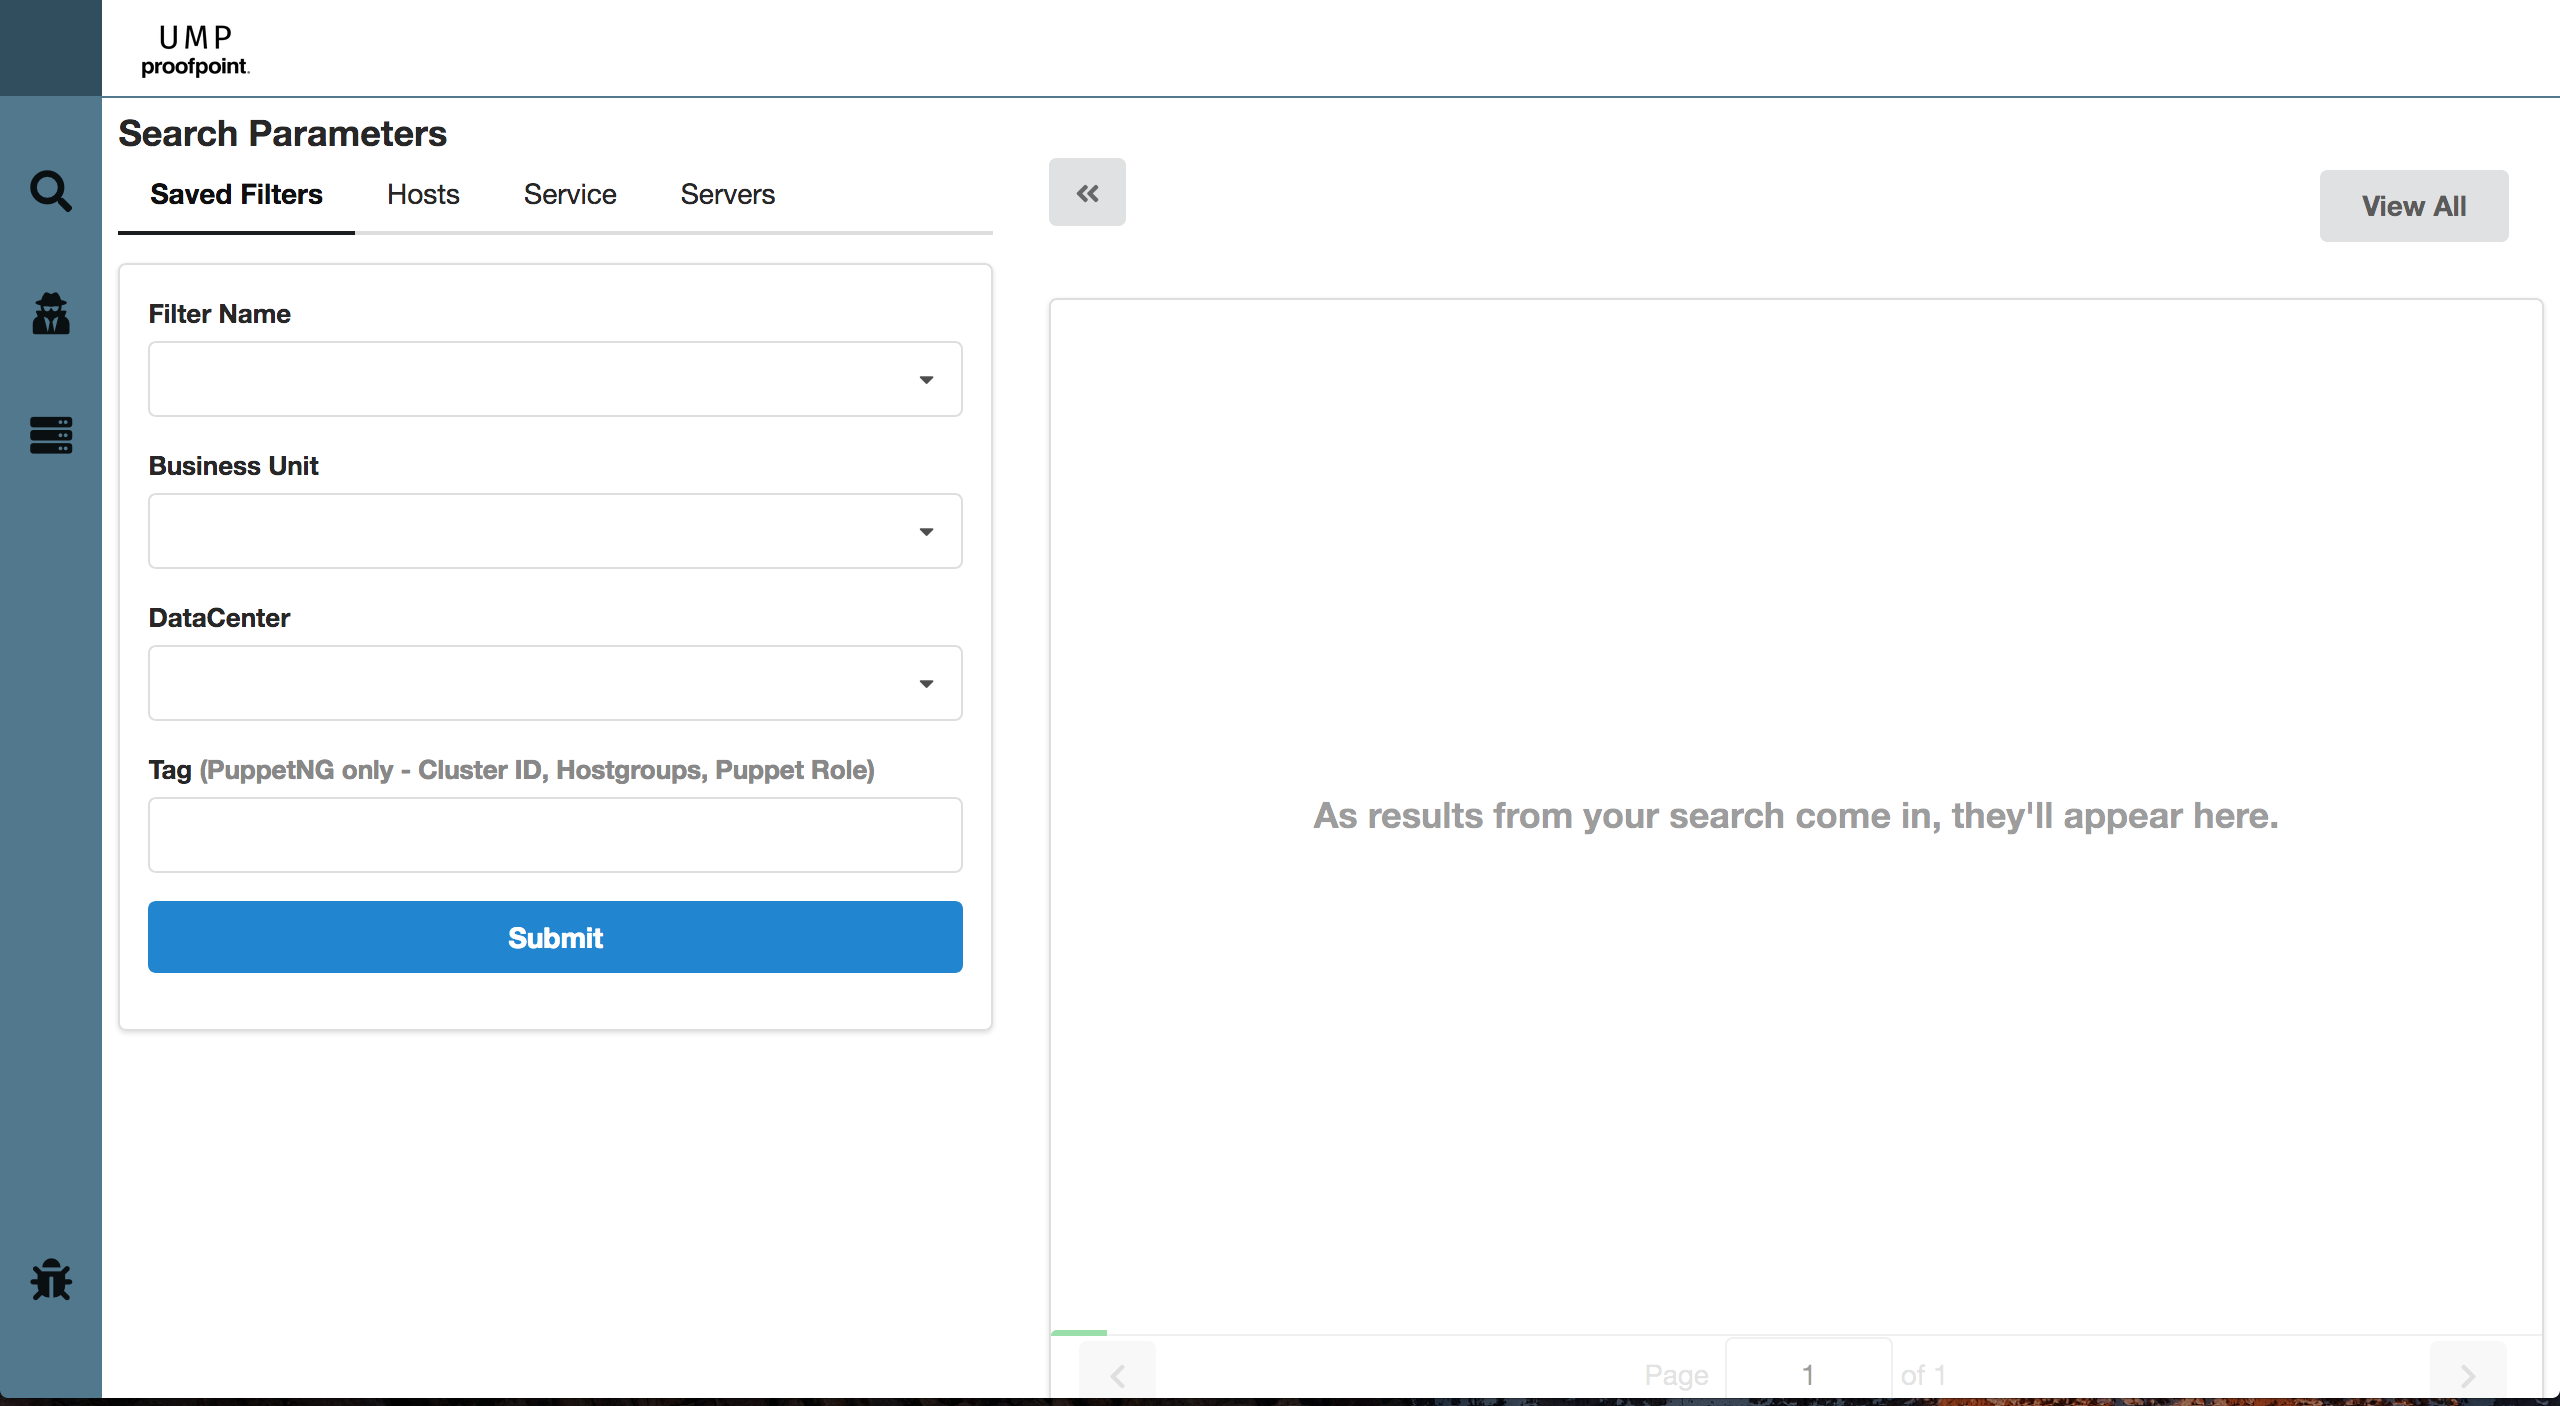 UMP
proofpoint.
Search Parameters
Saved Filters
Hosts
Service
Servers
View All
Filter Name
Business Unit
DataCenter
Tag (PuppetNG only - Cluster ID, Hostgroups, Puppet Role)
Submit
As results from your search come in, they'll appear here.
Page 1 of 1